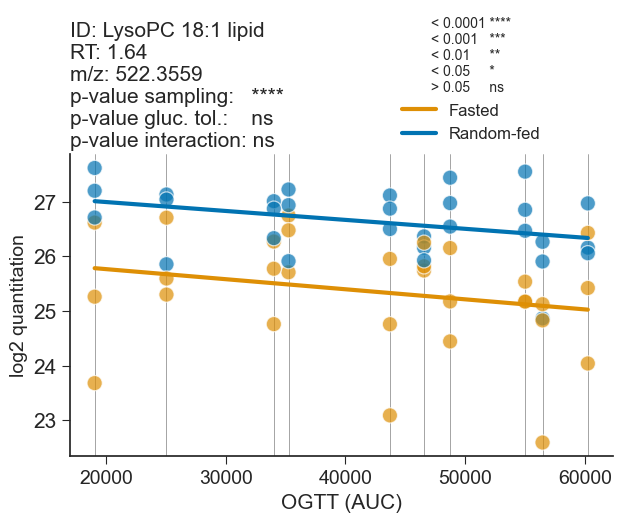 ID: LysoPC 18:1 lipid
RT: 1.64
m/z: 522.3559
p-value sampling: ****
p-value gluc. tol.: ns
p-value interaction: ns
< 0.0001 ****
< 0.001 ***
< 0.01 **
< 0.05 *
> 0.05 ns
Fasted
Random-fed
log2 quantitation
27
26
25
24
23
20000 30000 40000 50000 60000
OGTT (AUC)